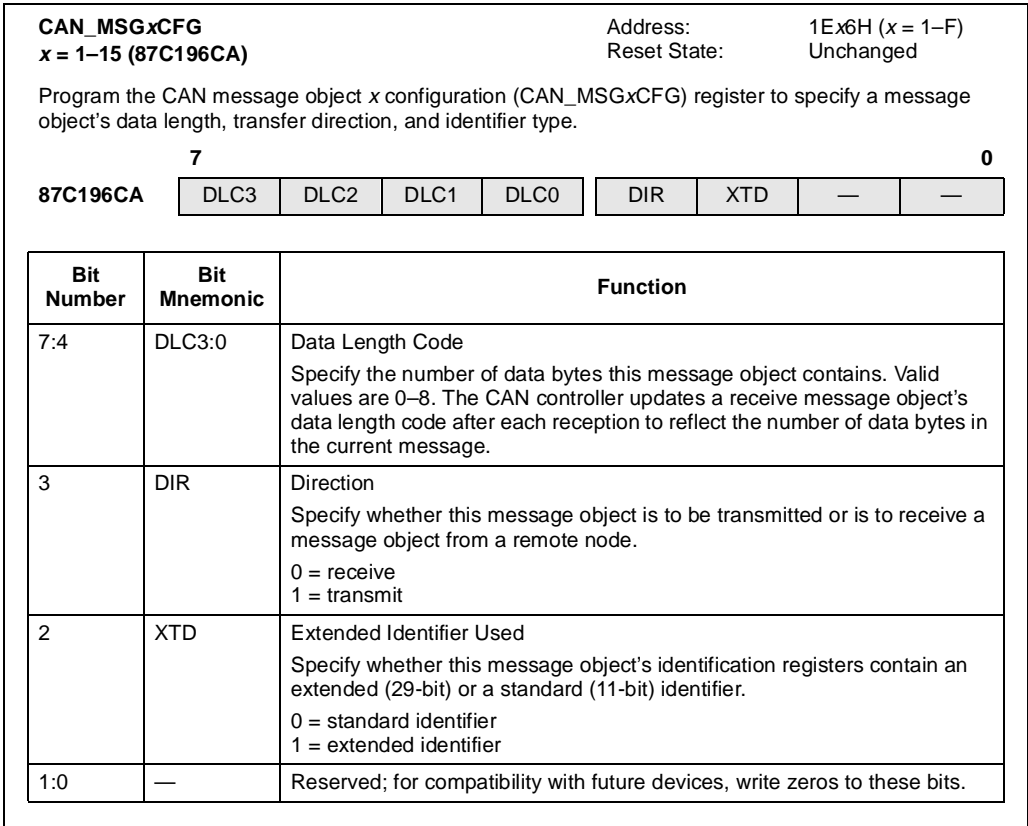 CAN_MSGxCFG
x = 1–15 (87C196CA)
Address: 1Ex6H (x = 1–F)
Reset State: Unchanged
Program the CAN message object x configuration (CAN_MSGxCFG) register to specify a message
object's data length, transfer direction, and identifier type.
7 0
87C196CA DLC3 DLC2 DLC1 DLC0 DIR XTD — —
Bit Number Bit Mnemonic Function
7:4 DLC3:0 Data Length Code
Specify the number of data bytes this message object contains. Valid
values are 0–8. The CAN controller updates a receive message object's
data length code after each reception to reflect the number of data bytes in
the current message.
3 DIR Direction
Specify whether this message object is to be transmitted or is to receive a
message object from a remote node.
0 = receive
1 = transmit
2 XTD Extended Identifier Used
Specify whether this message object's identification registers contain an
extended (29-bit) or a standard (11-bit) identifier.
0 = standard identifier
1 = extended identifier
1:0 — Reserved; for compatibility with future devices, write zeros to these bits.